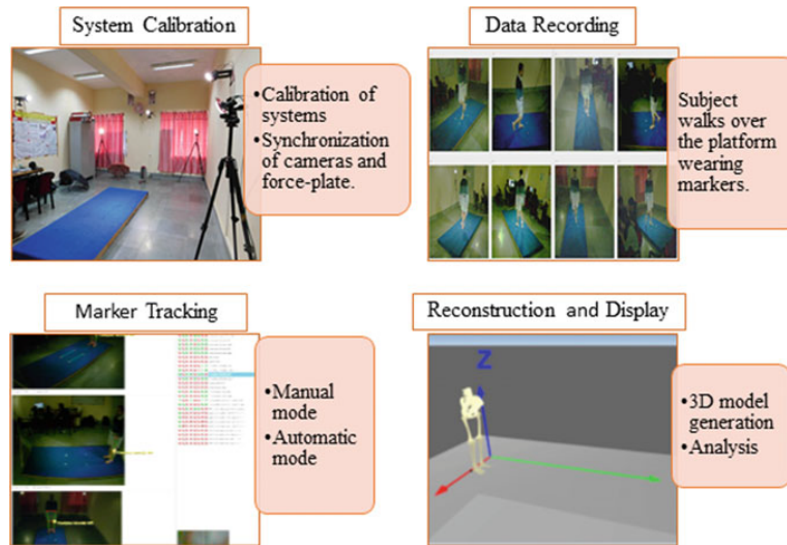 System Calibration
•Calibration of
systems
•Synchronization
of cameras and
force-plate.
Data Recording
Subject
walks over
the platform
wearing
markers.
Marker Tracking
•Manual
mode
•Automatic
mode
Reconstruction and Display
Z
•3D model
generation
•Analysis